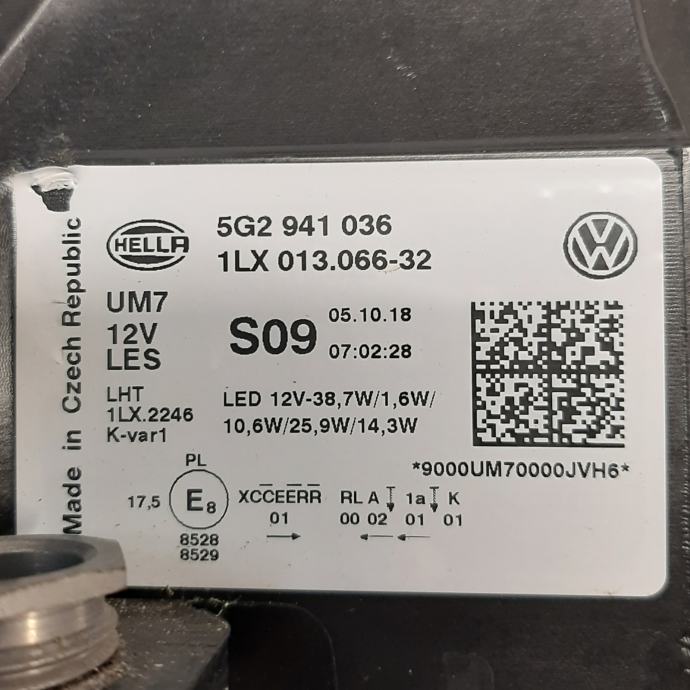 Made in Czech Republic
HELLA
5G2 941 036
1LX 013.066-32
VW
UM7
12V
LES
S09
05.10.18
07:02:28
LHT
1LX.2246
K-var1
LED 12V-38,7W/1,6W/
10,6W/25,9W/14,3W
*9000UM70000JVH6*
PL
17,5
E8
XCCEERR RL A 1a K
01 00 02 01 01
8528
8529